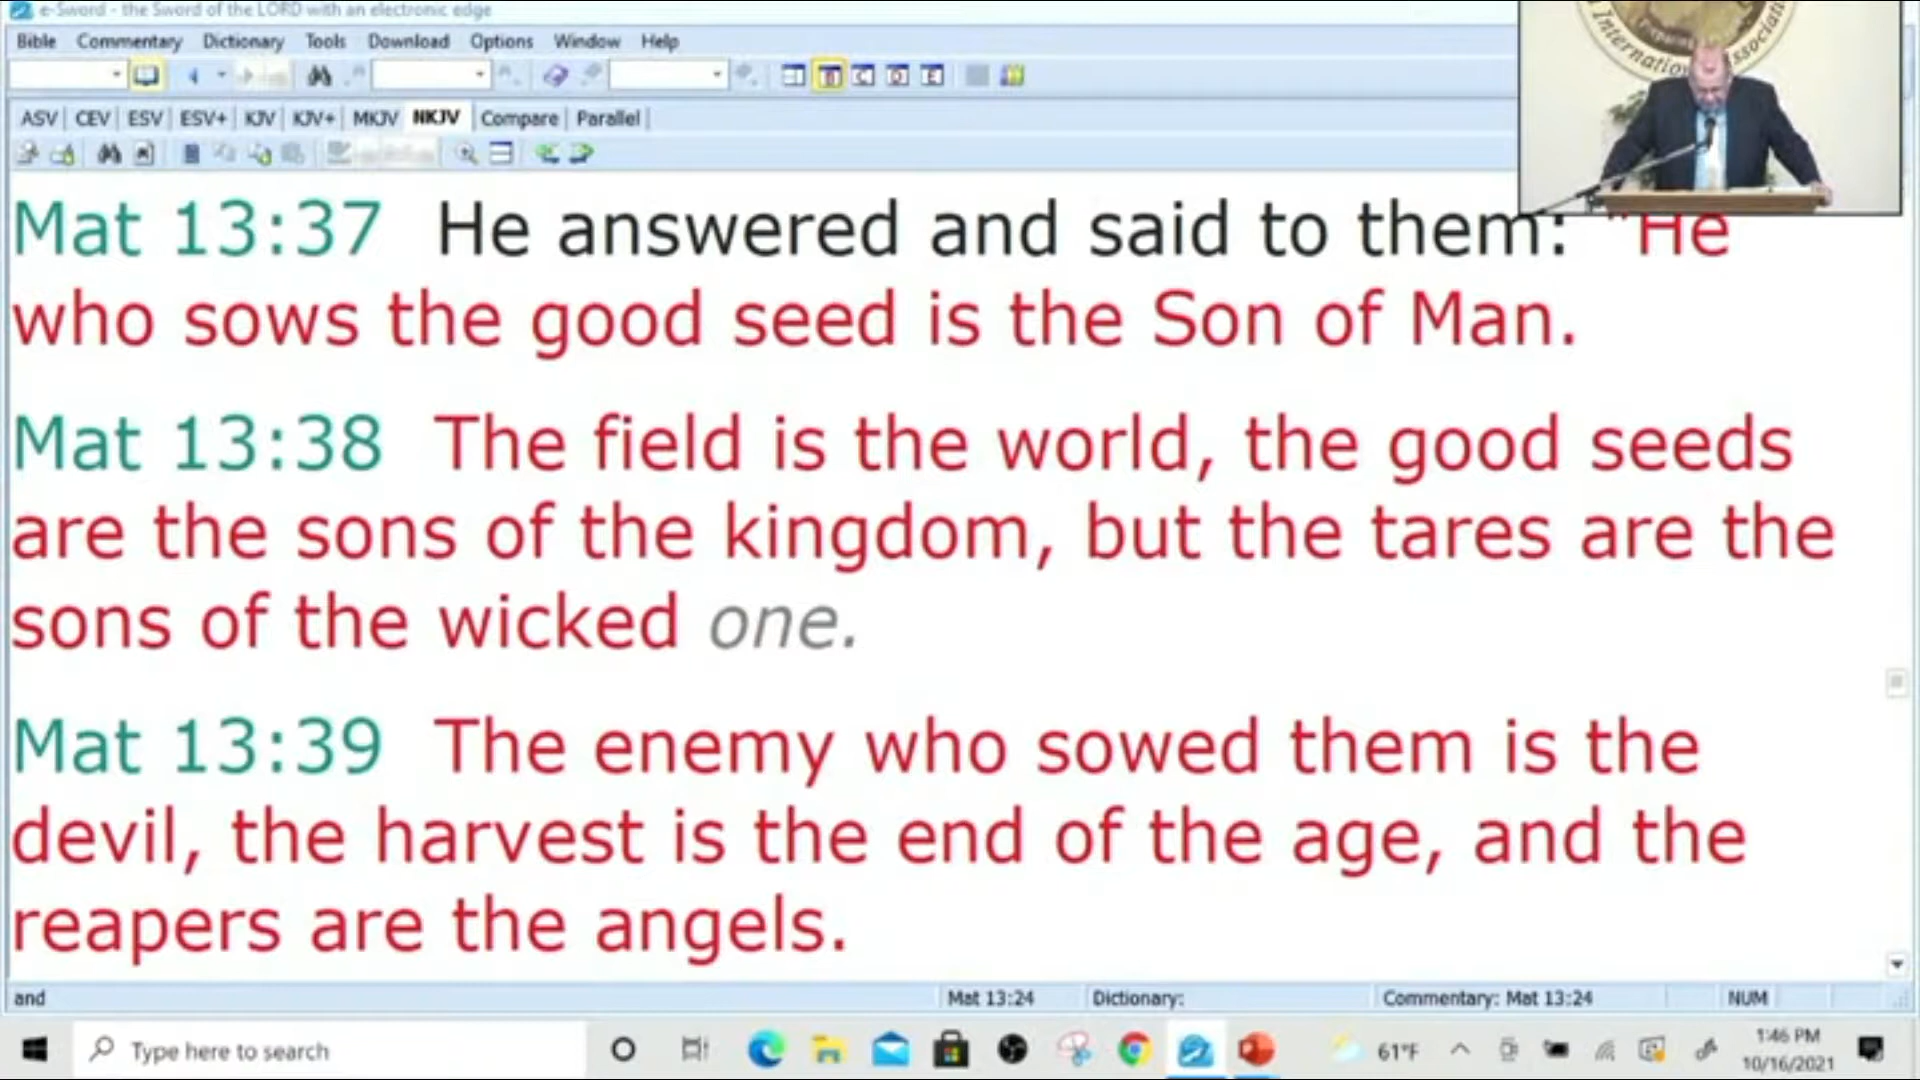 e-Sword - the Sword of the LORD with an electronic edge
Bible Commentary Dictionary Tools Download Options Window Help
ASV CEV ESV ESV+ KJV KJV+ MKJV NKJV Compare Parallel
International Associati
Mat 13:37 He answered and said to them: "He
who sows the good seed is the Son of Man.
Mat 13:38 The field is the world, the good seeds
are the sons of the kingdom, but the tares are the
sons of the wicked one.
Mat 13:39 The enemy who sowed them is the
devil, the harvest is the end of the age, and the
reapers are the angels.
and Mat 13:24 Dictionary: Commentary: Mat 13:24 NUM
Type here to search 61°F 1:46 PM
10/16/2021